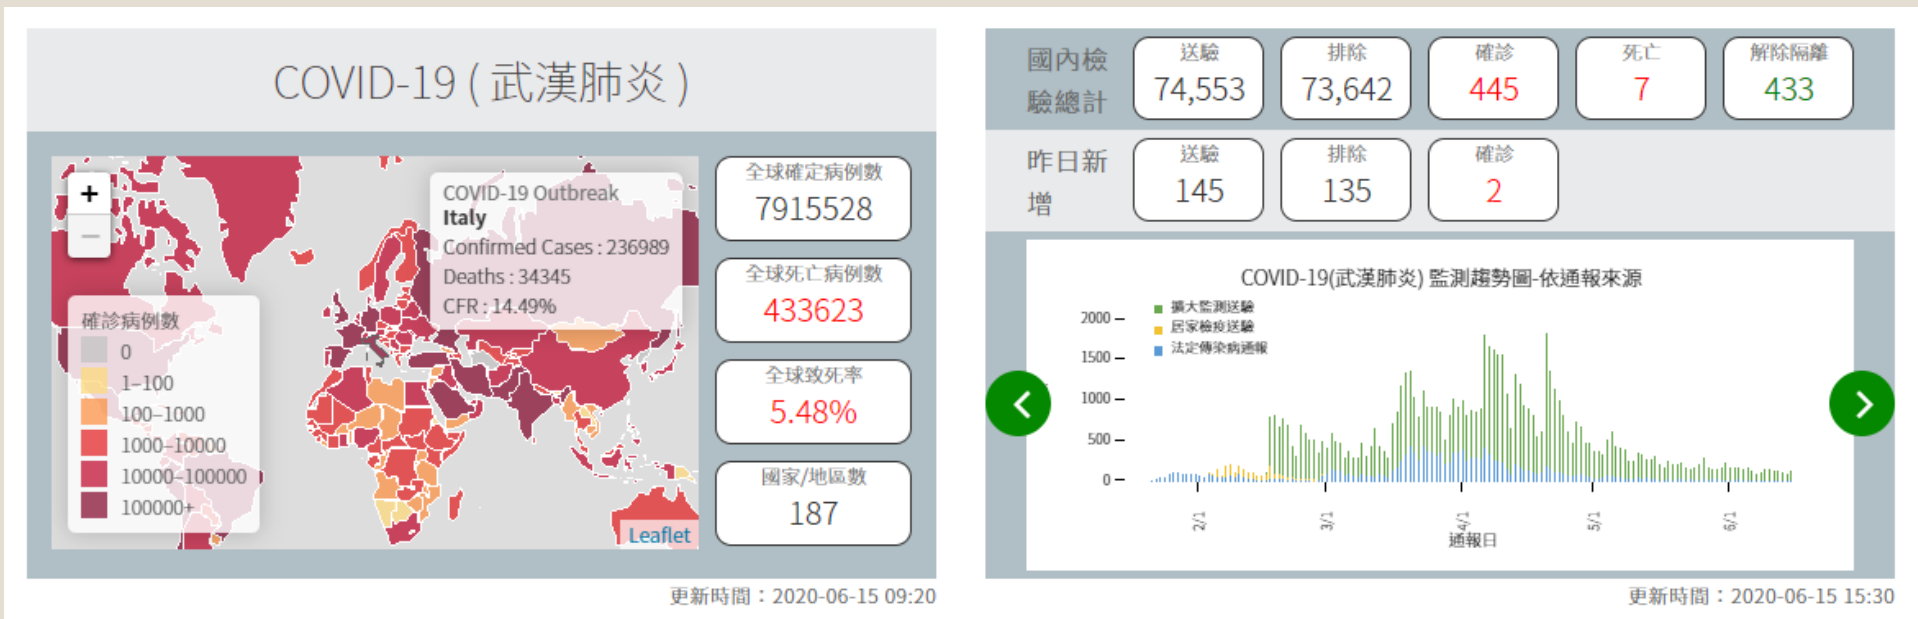 COVID-19 ( 武漢肺炎 )
+
−
COVID-19 Outbreak
Italy
Confirmed Cases : 236989
Deaths : 34345
CFR : 14.49%
確診病例數
0
1–100
100–1000
1000–10000
10000–100000
100000+
Leaflet
全球確定病例數
7915528
全球死亡病例數
433623
全球致死率
5.48%
國家/地區數
187
更新時間：2020-06-15 09:20
國內檢
驗總計
送驗
74,553
排除
73,642
確診
445
死亡
7
解除隔離
433
昨日新
增
送驗
145
排除
135
確診
2
COVID-19(武漢肺炎) 監測趨勢圖-依通報來源
擴大監測送驗
居家檢疫送驗
法定傳染病通報
2000
1500
1000
500
0
2/1
3/1
4/1
5/1
6/1
通報日
更新時間：2020-06-15 15:30